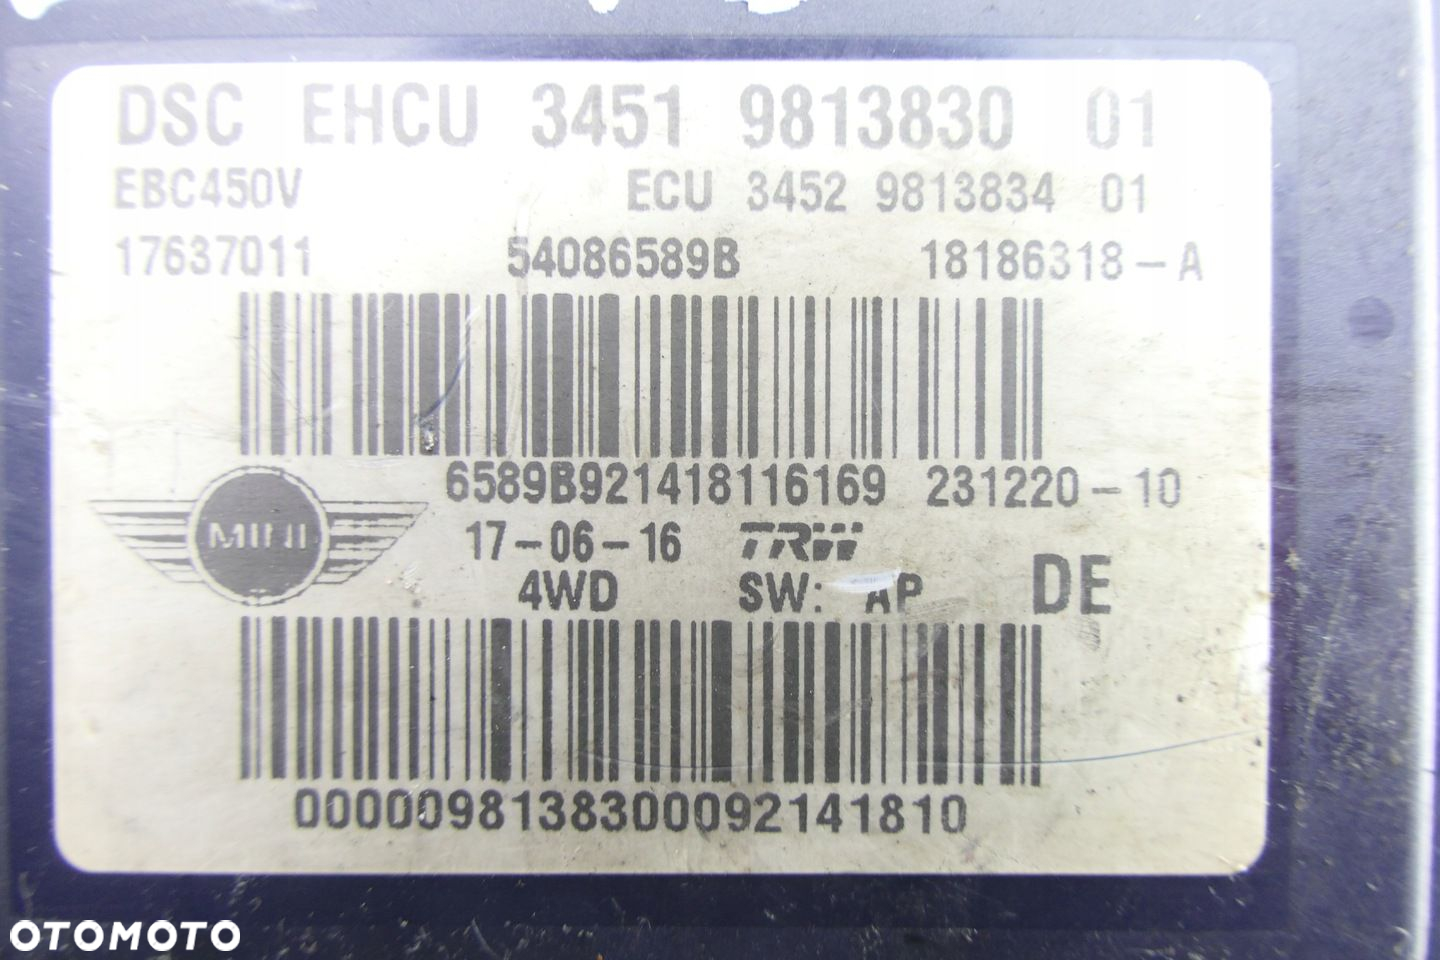 DSC EHCU 3451 9813830 01
EBC450V ECU 3452 9813834 01
17637011 54086589B 18186318-A
6589B921418116169 231220-10
MINI 17-06-16 TRW
4WD SW: AP DE
00000981383000092141810
OTOMOTO